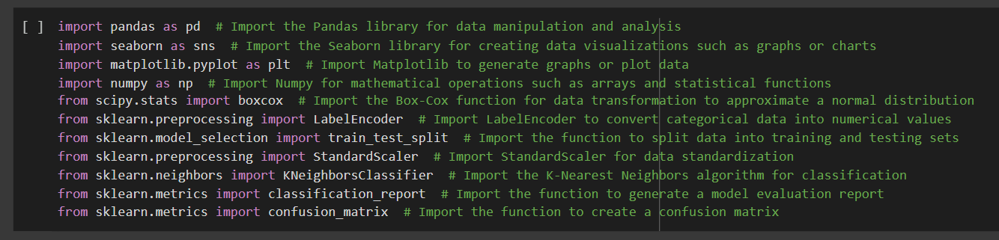 [ ] import pandas as pd  # Import the Pandas library for data manipulation and analysis
import seaborn as sns  # Import the Seaborn library for creating data visualizations such as graphs or charts
import matplotlib.pyplot as plt  # Import Matplotlib to generate graphs or plot data
import numpy as np  # Import Numpy for mathematical operations such as arrays and statistical functions
from scipy.stats import boxcox  # Import the Box-Cox function for data transformation to approximate a normal distribution
from sklearn.preprocessing import LabelEncoder  # Import LabelEncoder to convert categorical data into numerical values
from sklearn.model_selection import train_test_split  # Import the function to split data into training and testing sets
from sklearn.preprocessing import StandardScaler  # Import StandardScaler for data standardization
from sklearn.neighbors import KNeighborsClassifier  # Import the K-Nearest Neighbors algorithm for classification
from sklearn.metrics import classification_report  # Import the function to generate a model evaluation report
from sklearn.metrics import confusion_matrix  # Import the function to create a confusion matrix